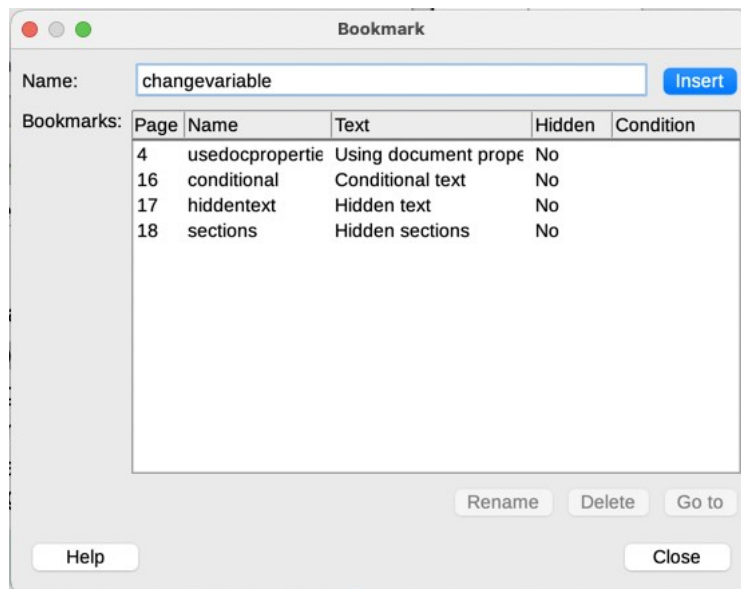 Bookmark
Name: changevariable Insert
Bookmarks: Page Name Text Hidden Condition
4 usedocpropertie Using document prope No
16 conditional Conditional text No
17 hiddentext Hidden text No
18 sections Hidden sections No
Rename Delete Go to
Help Close